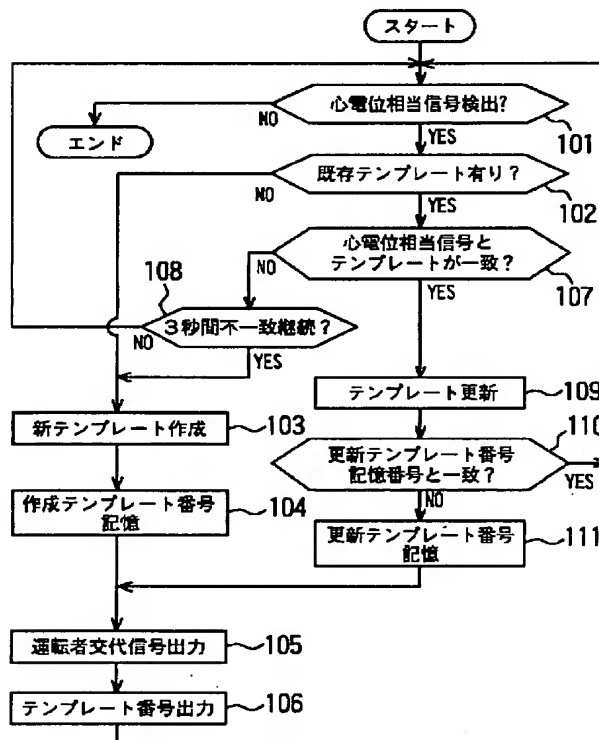 スタート
心電位相当信号検出?
NO
YES
101
エンド
既存テンプレート有り?
NO
YES
102
心電位相当信号と
テンプレートが一致?
NO
YES
107
108
3秒間不一致継続?
NO
YES
テンプレート更新
109
新テンプレート作成
103
更新テンプレート番号
記憶番号と一致?
110
YES
NO
作成テンプレート番号
記憶
104
更新テンプレート番号
記憶
111
運転者交代信号出力
105
テンプレート番号出力
106